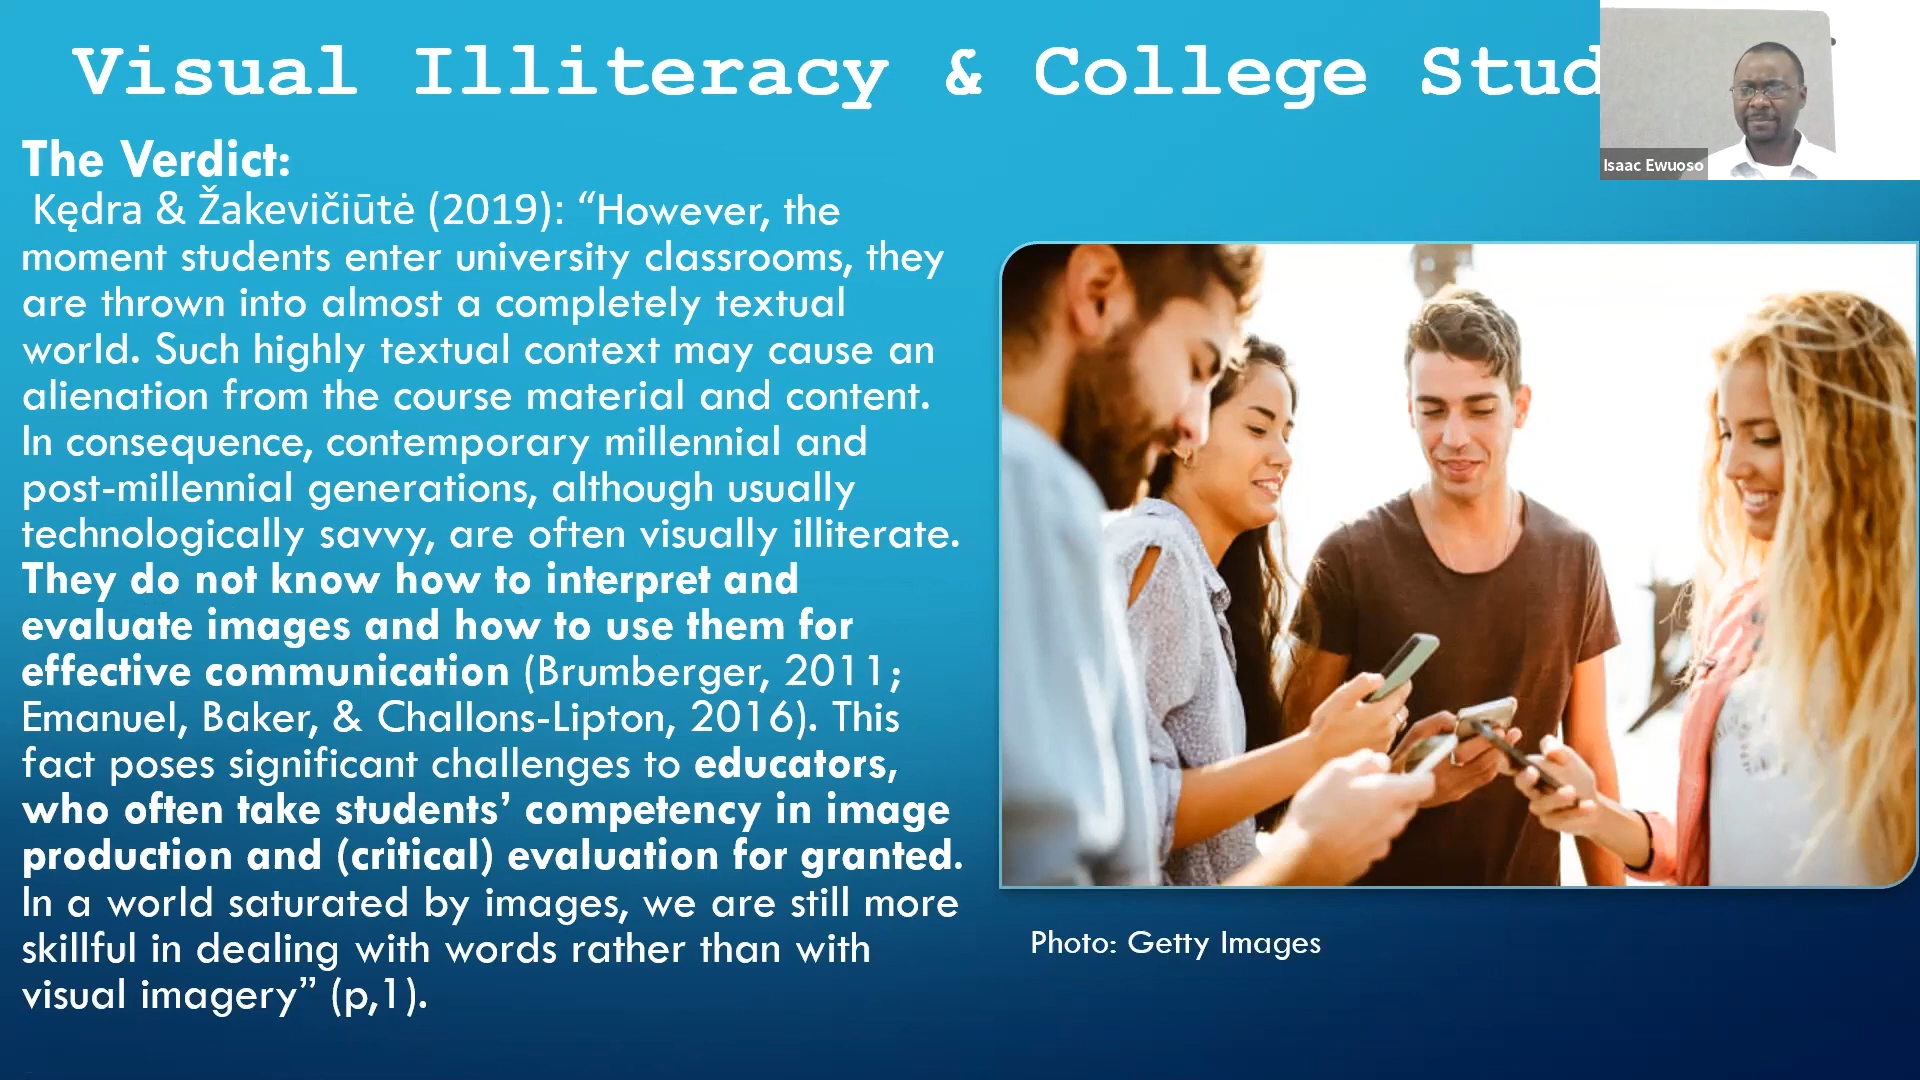 Visual Illiteracy & College Stud
Isaac Ewuoso
The Verdict:
Kędra & Žakevičiūtė (2019): “However, the
moment students enter university classrooms, they
are thrown into almost a completely textual
world. Such highly textual context may cause an
alienation from the course material and content.
In consequence, contemporary millennial and
post-millennial generations, although usually
technologically savvy, are often visually illiterate.
They do not know how to interpret and
evaluate images and how to use them for
effective communication (Brumberger, 2011;
Emanuel, Baker, & Challons-Lipton, 2016). This
fact poses significant challenges to educators,
who often take students’ competency in image
production and (critical) evaluation for granted.
In a world saturated by images, we are still more
skillful in dealing with words rather than with
visual imagery” (p,1).
Photo: Getty Images